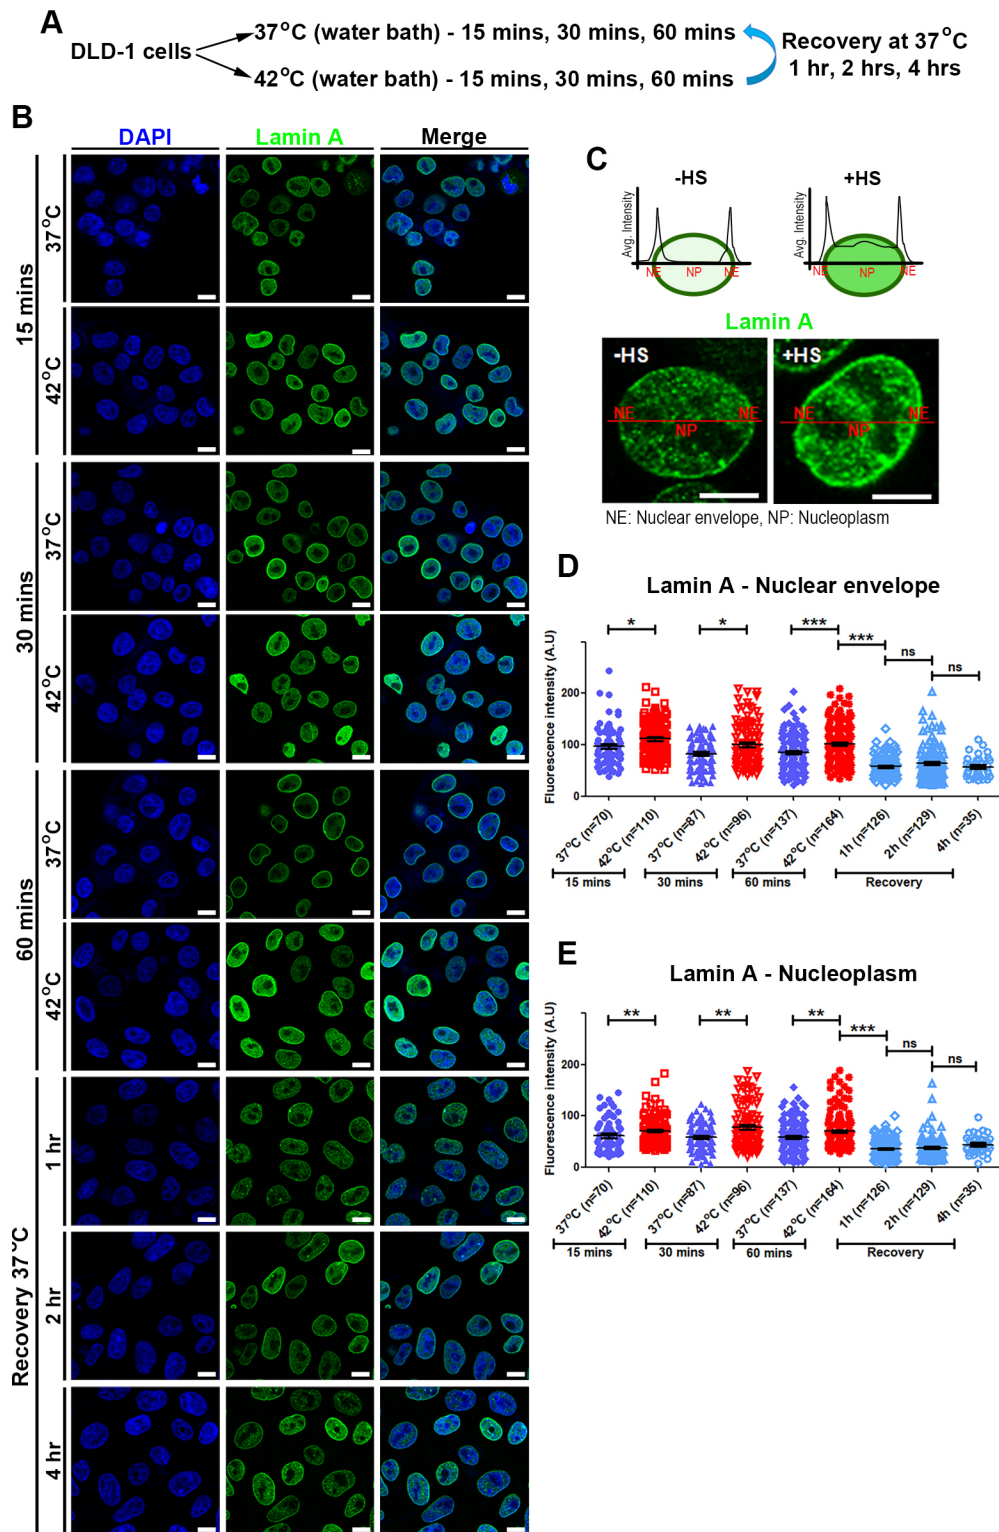 A
DLD-1 cells
37°C (water bath) - 15 mins, 30 mins, 60 mins
42°C (water bath) - 15 mins, 30 mins, 60 mins
Recovery at 37°C
1 hr, 2 hrs, 4 hrs
B
DAPI
Lamin A
Merge
15 mins
37°C
42°C
30 mins
37°C
42°C
60 mins
37°C
42°C
Recovery 37°C
1 hr
2 hr
4 hr
C
-HS
+HS
Avg. Intensity
NE
NP
NE
Avg. Intensity
NE
NP
NE
Lamin A
-HS
NE
NE
NP
+HS
NE
NE
NP
NE: Nuclear envelope, NP: Nucleoplasm
D
Lamin A - Nuclear envelope
* * *** *** ns ns
Fluorescence intensity (A.U)
200
100
0
37°C (n=70)
42°C (n=110)
37°C (n=87)
42°C (n=96)
37°C (n=137)
42°C (n=164)
1h (n=126)
2h (n=129)
4h (n=35)
15 mins
30 mins
60 mins
Recovery
E
Lamin A - Nucleoplasm
** ** ** *** ns ns
Fluorescence intensity (A.U)
200
100
0
37°C (n=70)
42°C (n=110)
37°C (n=87)
42°C (n=96)
37°C (n=137)
42°C (n=164)
1h (n=126)
2h (n=129)
4h (n=35)
15 mins
30 mins
60 mins
Recovery